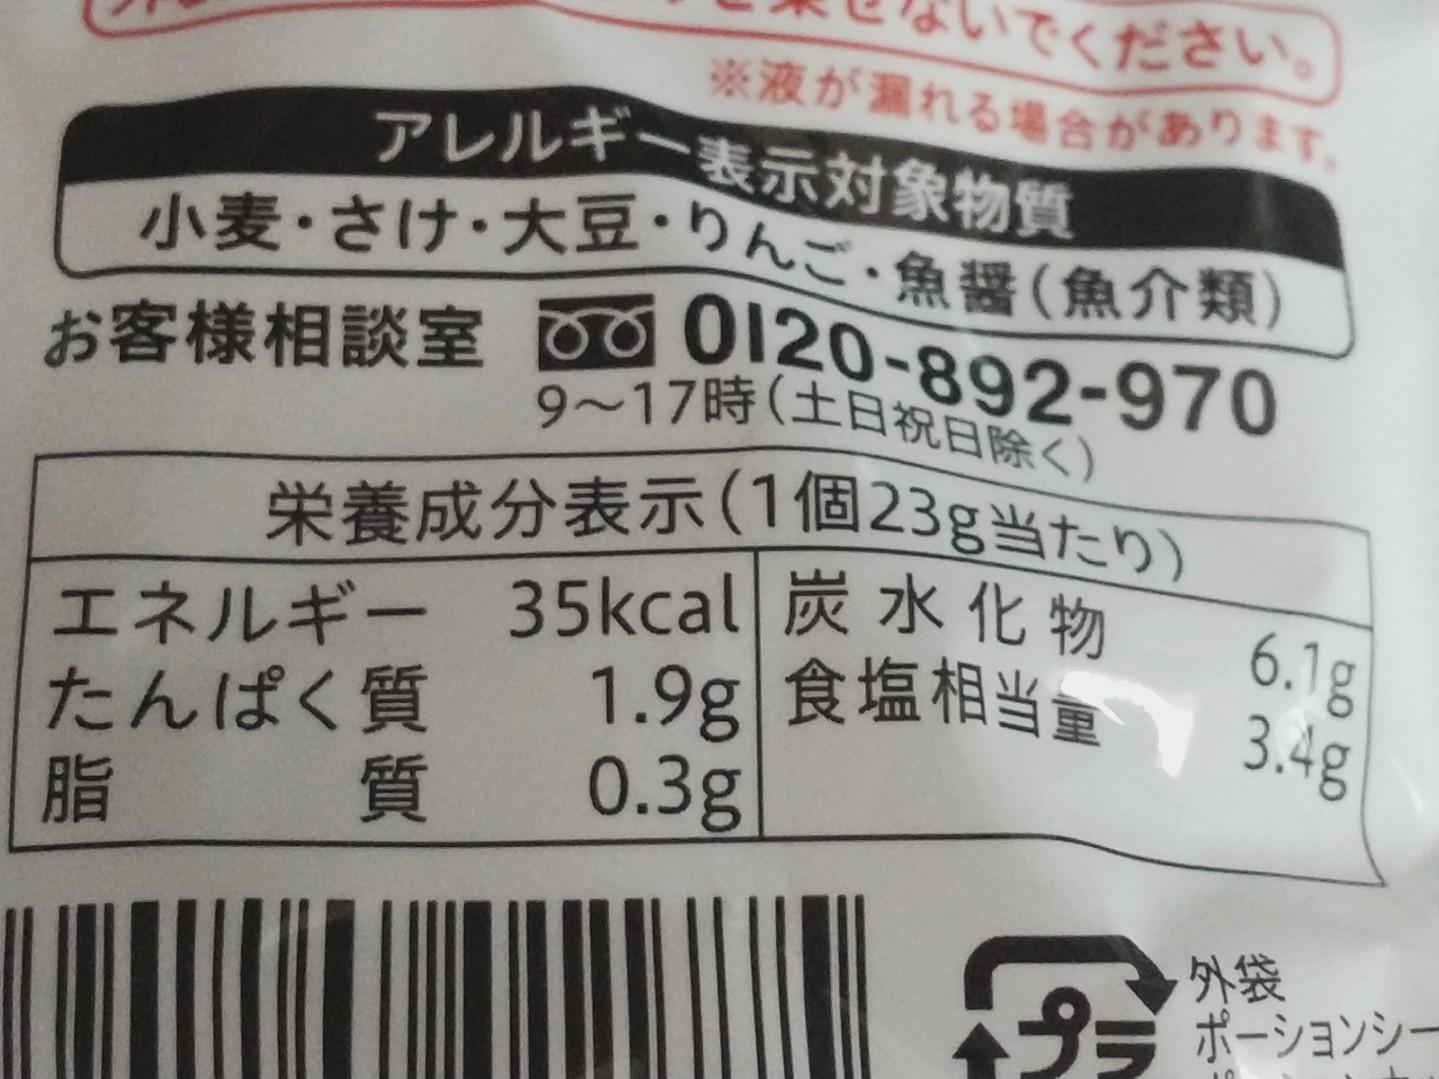 を乗せないでください。
※液が漏れる場合があります。
アレルギー表示対象物質
小麦・さけ・大豆・りんご・魚醤(魚介類)
お客様相談室 0120-892-970
9～17時(土日祝日除く)
栄養成分表示(1個23g当たり)
エネルギー 35kcal
たんぱく質 1.9g
脂質 0.3g
炭水化物 6.1g
食塩相当量 3.4g
プラ
外袋
ポーションシー